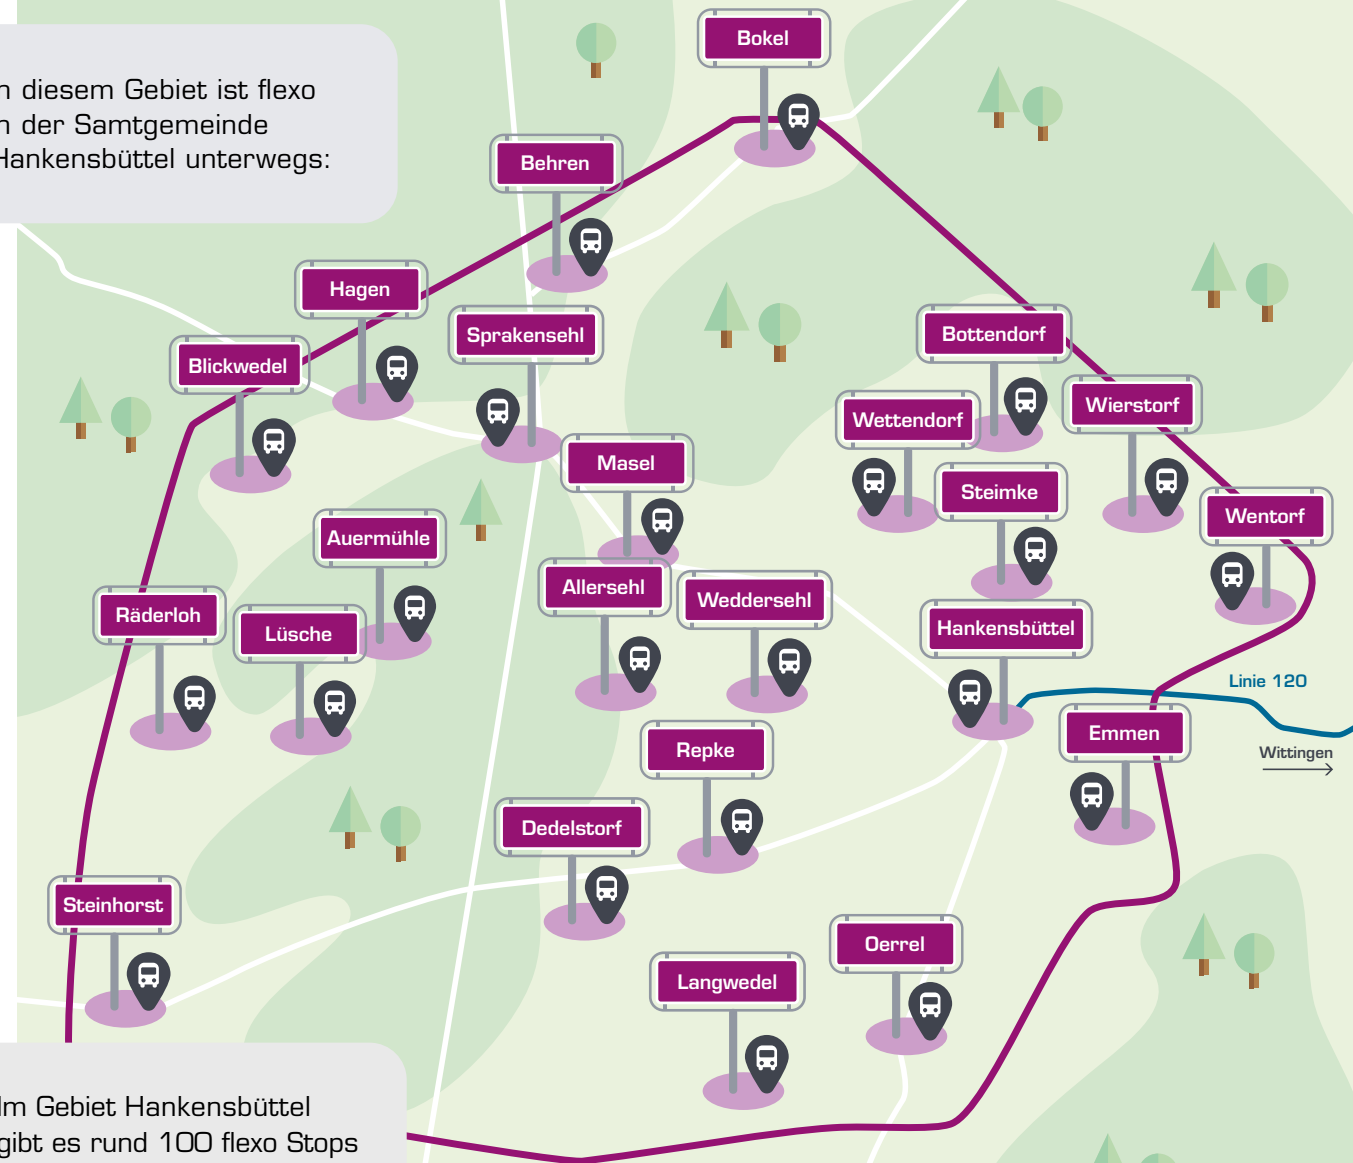 n diesem Gebiet ist flexo
n der Samtgemeinde
Hankensbüttel unterwegs:
Bokel
Behren
Hagen
Sprakensehl
Bottendorf
Blickwedel
Wierstorf
Wettendorf
Masel
Steimke
Wentorf
Auermühle
Allersehl
Weddersehl
Räderloh
Lüsche
Hankensbüttel
Linie 120
Emmen
Repke
Wittingen
Dedelstorf
Steinhorst
Oerrel
Langwedel
Im Gebiet Hankensbüttel
gibt es rund 100 flexo Stops